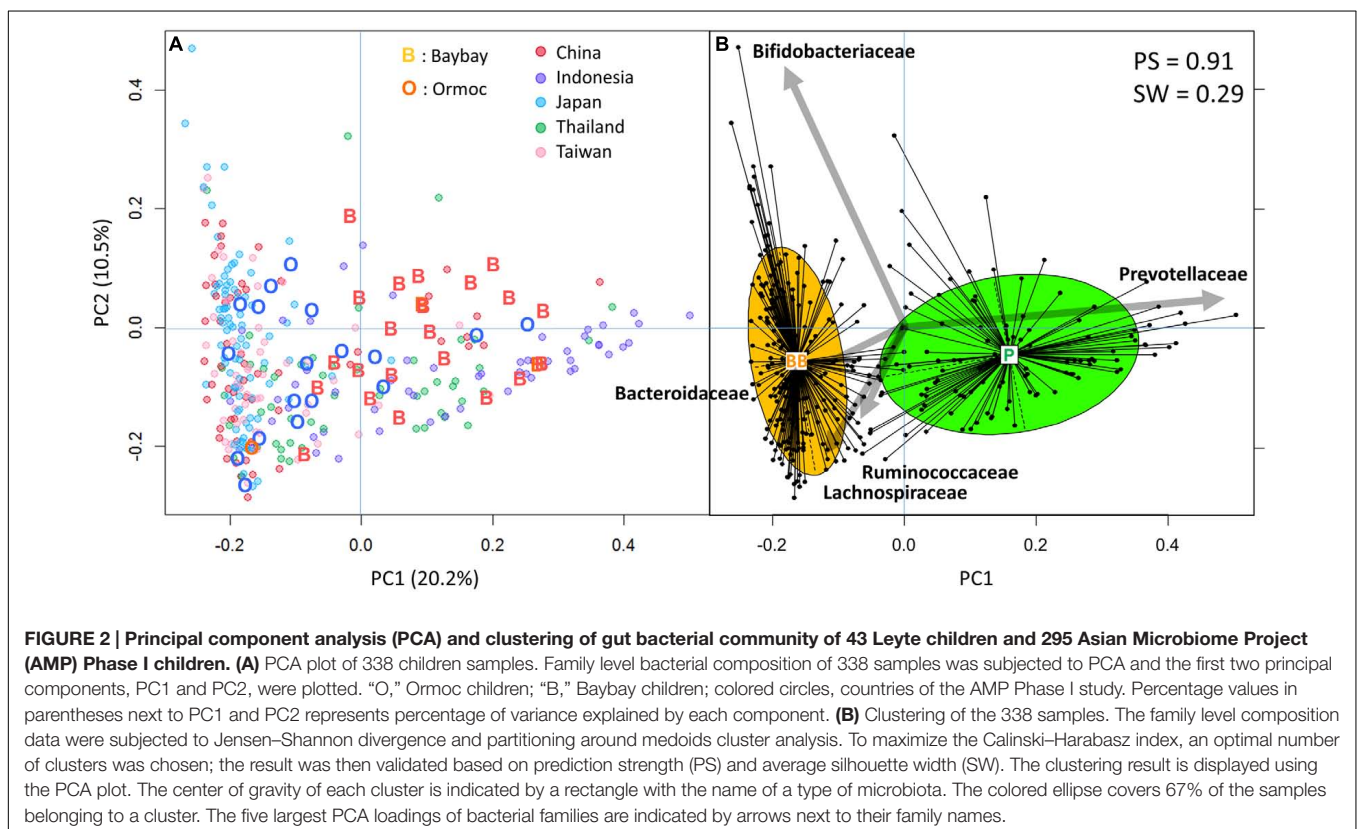 A
B : Baybay
O : Ormoc
China
Indonesia
Japan
Thailand
Taiwan
PC2 (10.5%)
0.4
0.2
0.0
-0.2
-0.2
0.0
0.2
0.4
PC1 (20.2%)
B
Bifidobacteriaceae
PS = 0.91
SW = 0.29
Prevotellaceae
BB
P
Bacteroidaceae
Ruminococcaceae
Lachnospiraceae
-0.2
0.0
0.2
0.4
PC1
FIGURE 2 | Principal component analysis (PCA) and clustering of gut bacterial community of 43 Leyte children and 295 Asian Microbiome Project
(AMP) Phase I children. (A) PCA plot of 338 children samples. Family level bacterial composition of 338 samples was subjected to PCA and the first two principal
components, PC1 and PC2, were plotted. “O,” Ormoc children; “B,” Baybay children; colored circles, countries of the AMP Phase I study. Percentage values in
parentheses next to PC1 and PC2 represents percentage of variance explained by each component. (B) Clustering of the 338 samples. The family level composition
data were subjected to Jensen–Shannon divergence and partitioning around medoids cluster analysis. To maximize the Calinski–Harabasz index, an optimal number
of clusters was chosen; the result was then validated based on prediction strength (PS) and average silhouette width (SW). The clustering result is displayed using
the PCA plot. The center of gravity of each cluster is indicated by a rectangle with the name of a type of microbiota. The colored ellipse covers 67% of the samples
belonging to a cluster. The five largest PCA loadings of bacterial families are indicated by arrows next to their family names.